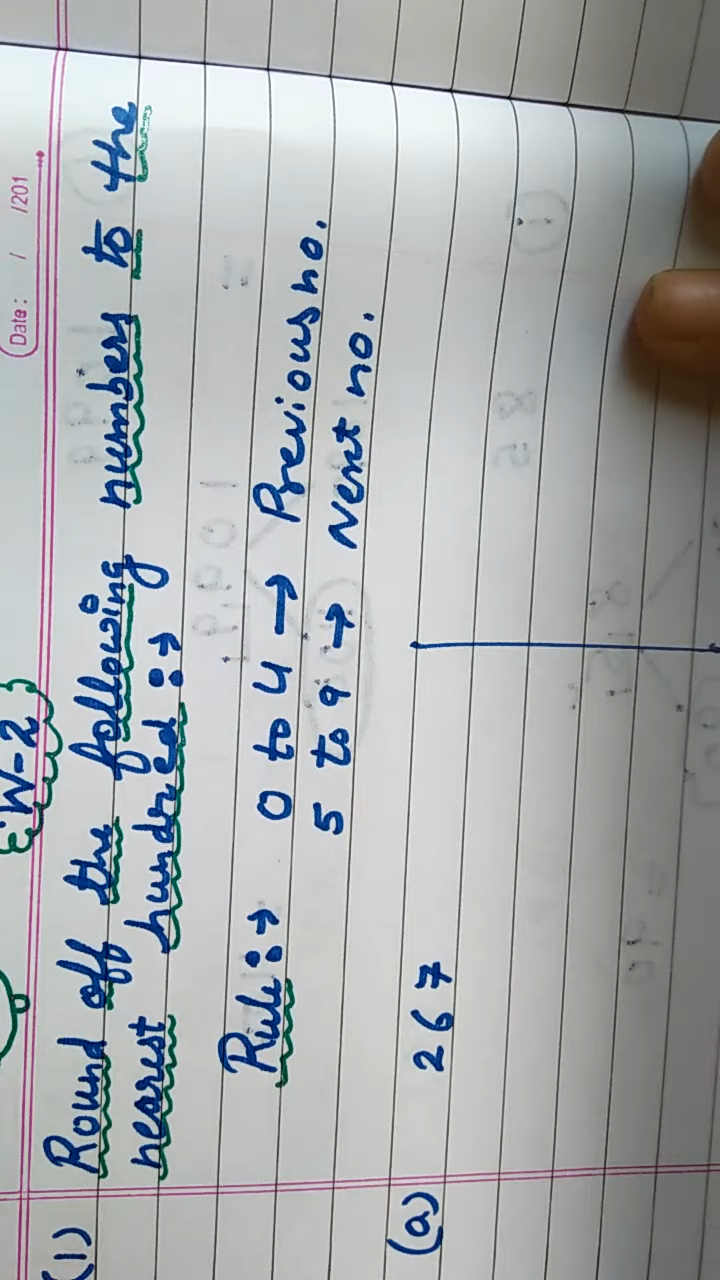 Date: / /201
W-2
(1) Round off the following numbers to the
nearest hundred :→
Rule :→ 0 to 4 → Previous no.
5 to 9 → Next no.
(a) 267